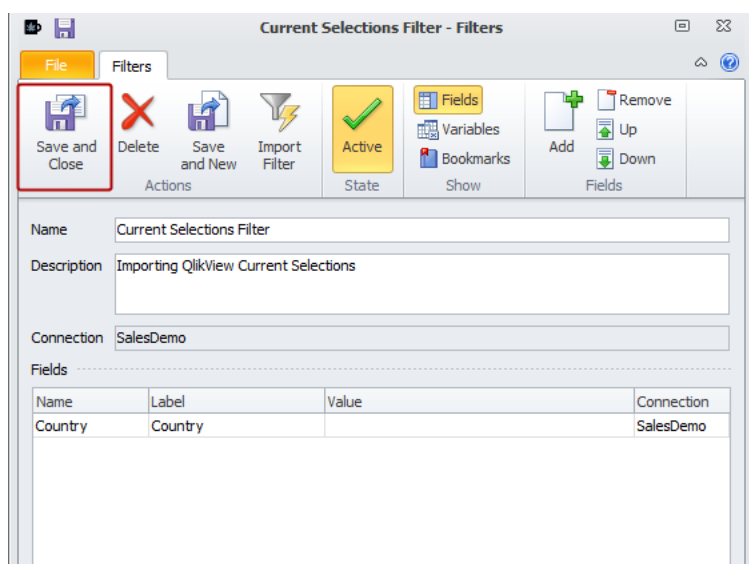 Current Selections Filter - Filters
File Filters
Save and Close
Delete
Save and New
Import Filter
Active
Fields
Variables
Bookmarks
Add
Remove
Up
Down
Actions State Show Fields
Name Current Selections Filter
Description Importing QlikView Current Selections
Connection SalesDemo
Fields
Name Label Value Connection
Country Country SalesDemo